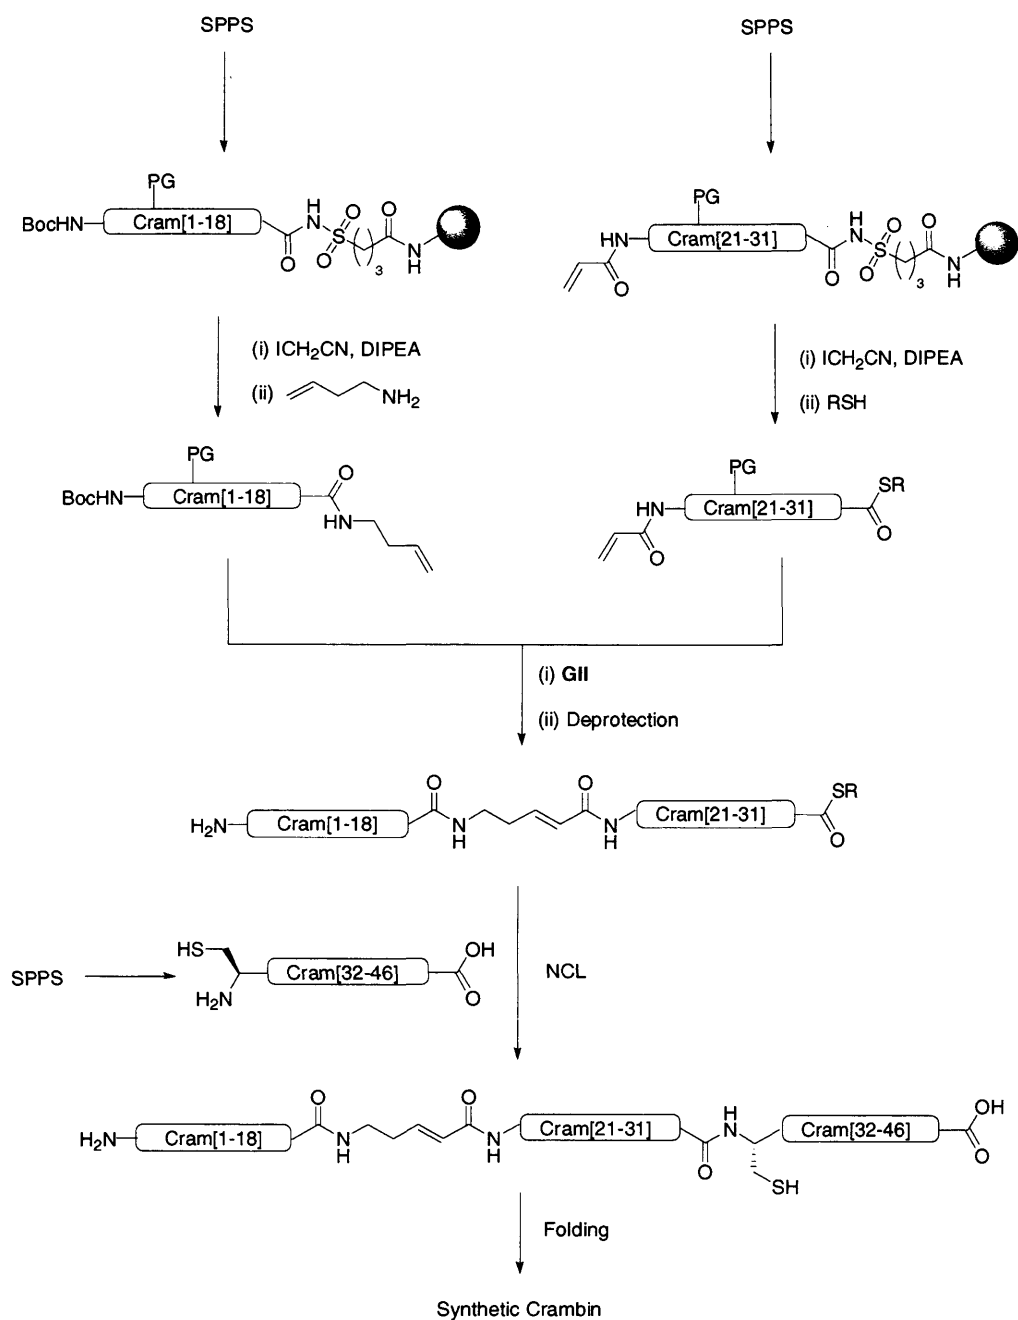 SPPS
SPPS
PG
BocHN
Cram[1-18]
O
H
N
S
O
O
3
O
N
H
PG
HN
Cram[21-31]
O
O
H
N
S
O
O
3
O
N
H
(i) ICH₂CN, DIPEA
(ii) NH₂
(i) ICH₂CN, DIPEA
(ii) RSH
PG
BocHN
Cram[1-18]
O
HN
PG
HN
Cram[21-31]
SR
O
O
(i) GII
(ii) Deprotection
H₂N
Cram[1-18]
O
N
H
O
N
H
Cram[21-31]
SR
O
SPPS
HS
H₂N
Cram[32-46]
OH
O
NCL
H₂N
Cram[1-18]
O
N
H
O
N
H
Cram[21-31]
O
H
N
SH
Cram[32-46]
OH
O
Folding
Synthetic Crambin